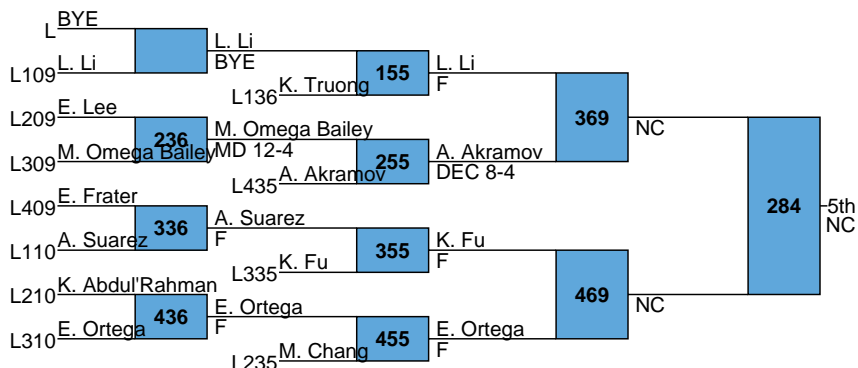 BYE
L
L. Li
BYE
L. Li
L109
155
L. Li
F
K. Truong
L136
369
NC
E. Lee
L209
236
M. Omega Bailey
MD 12-4
M. Omega Bailey
L309
255
A. Akramov
DEC 8-4
A. Akramov
L435
284
5th
NC
E. Frater
L409
336
A. Suarez
F
A. Suarez
L110
355
K. Fu
F
K. Fu
L335
469
NC
K. Abdul'Rahman
L210
436
E. Ortega
F
E. Ortega
L310
455
E. Ortega
F
M. Chang
L235